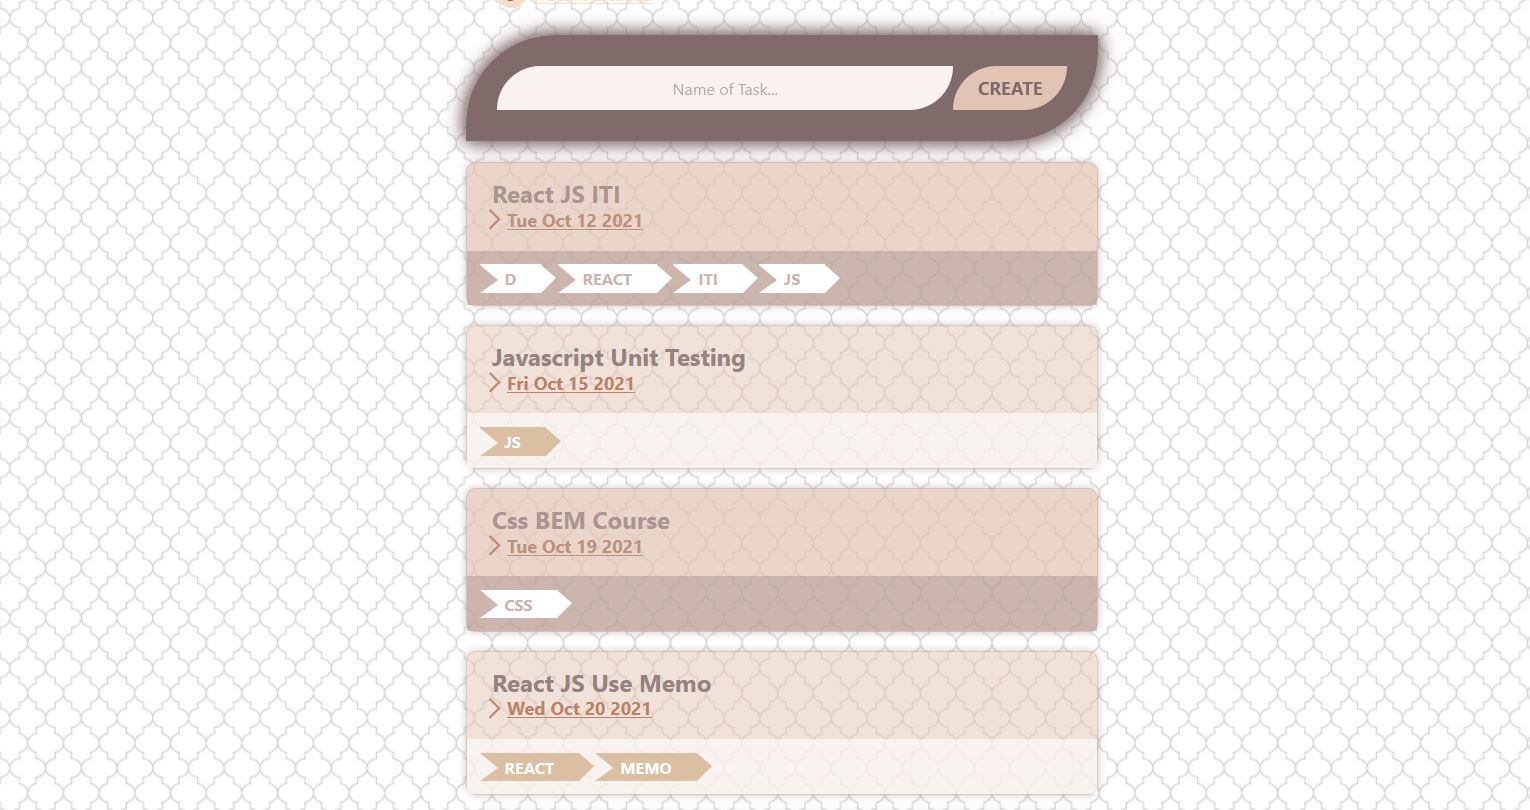 Name of Task...
CREATE
React JS ITI
Tue Oct 12 2021
D REACT ITI JS
Javascript Unit Testing
Fri Oct 15 2021
JS
Css BEM Course
Tue Oct 19 2021
CSS
React JS Use Memo
Wed Oct 20 2021
REACT MEMO